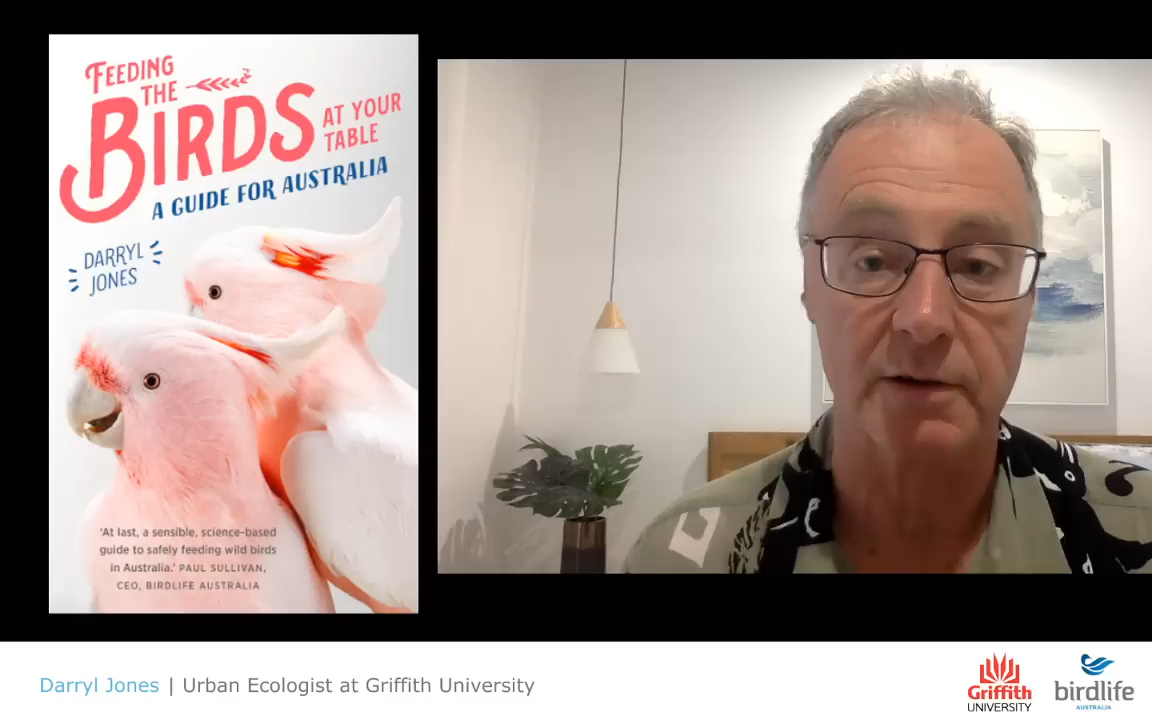 FEEDING
THE
BIRDS
AT YOUR
TABLE
A GUIDE FOR AUSTRALIA
DARRYL
JONES
'At last, a sensible, science-based
guide to safely feeding wild birds
in Australia.' PAUL SULLIVAN,
CEO, BIRDLIFE AUSTRALIA
Darryl Jones | Urban Ecologist at Griffith University
Griffith
UNIVERSITY
birdlife
AUSTRALIA